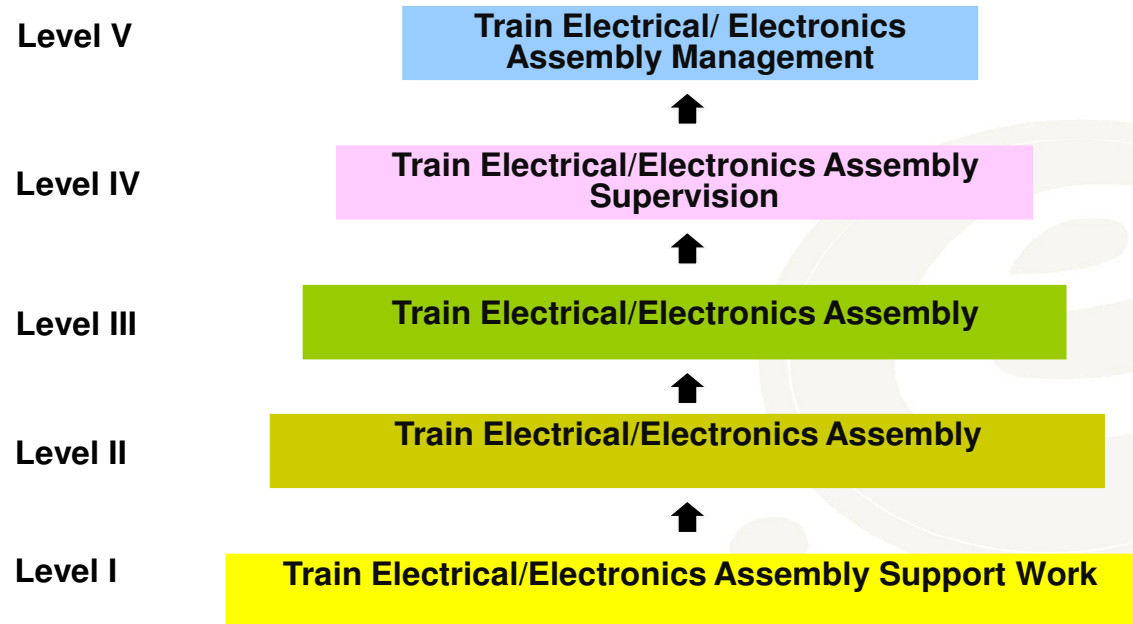 Level V
Train Electrical/ Electronics
Assembly Management
Level IV
Train Electrical/Electronics Assembly
Supervision
Level III
Train Electrical/Electronics Assembly
Level II
Train Electrical/Electronics Assembly
Level I
Train Electrical/Electronics Assembly Support Work